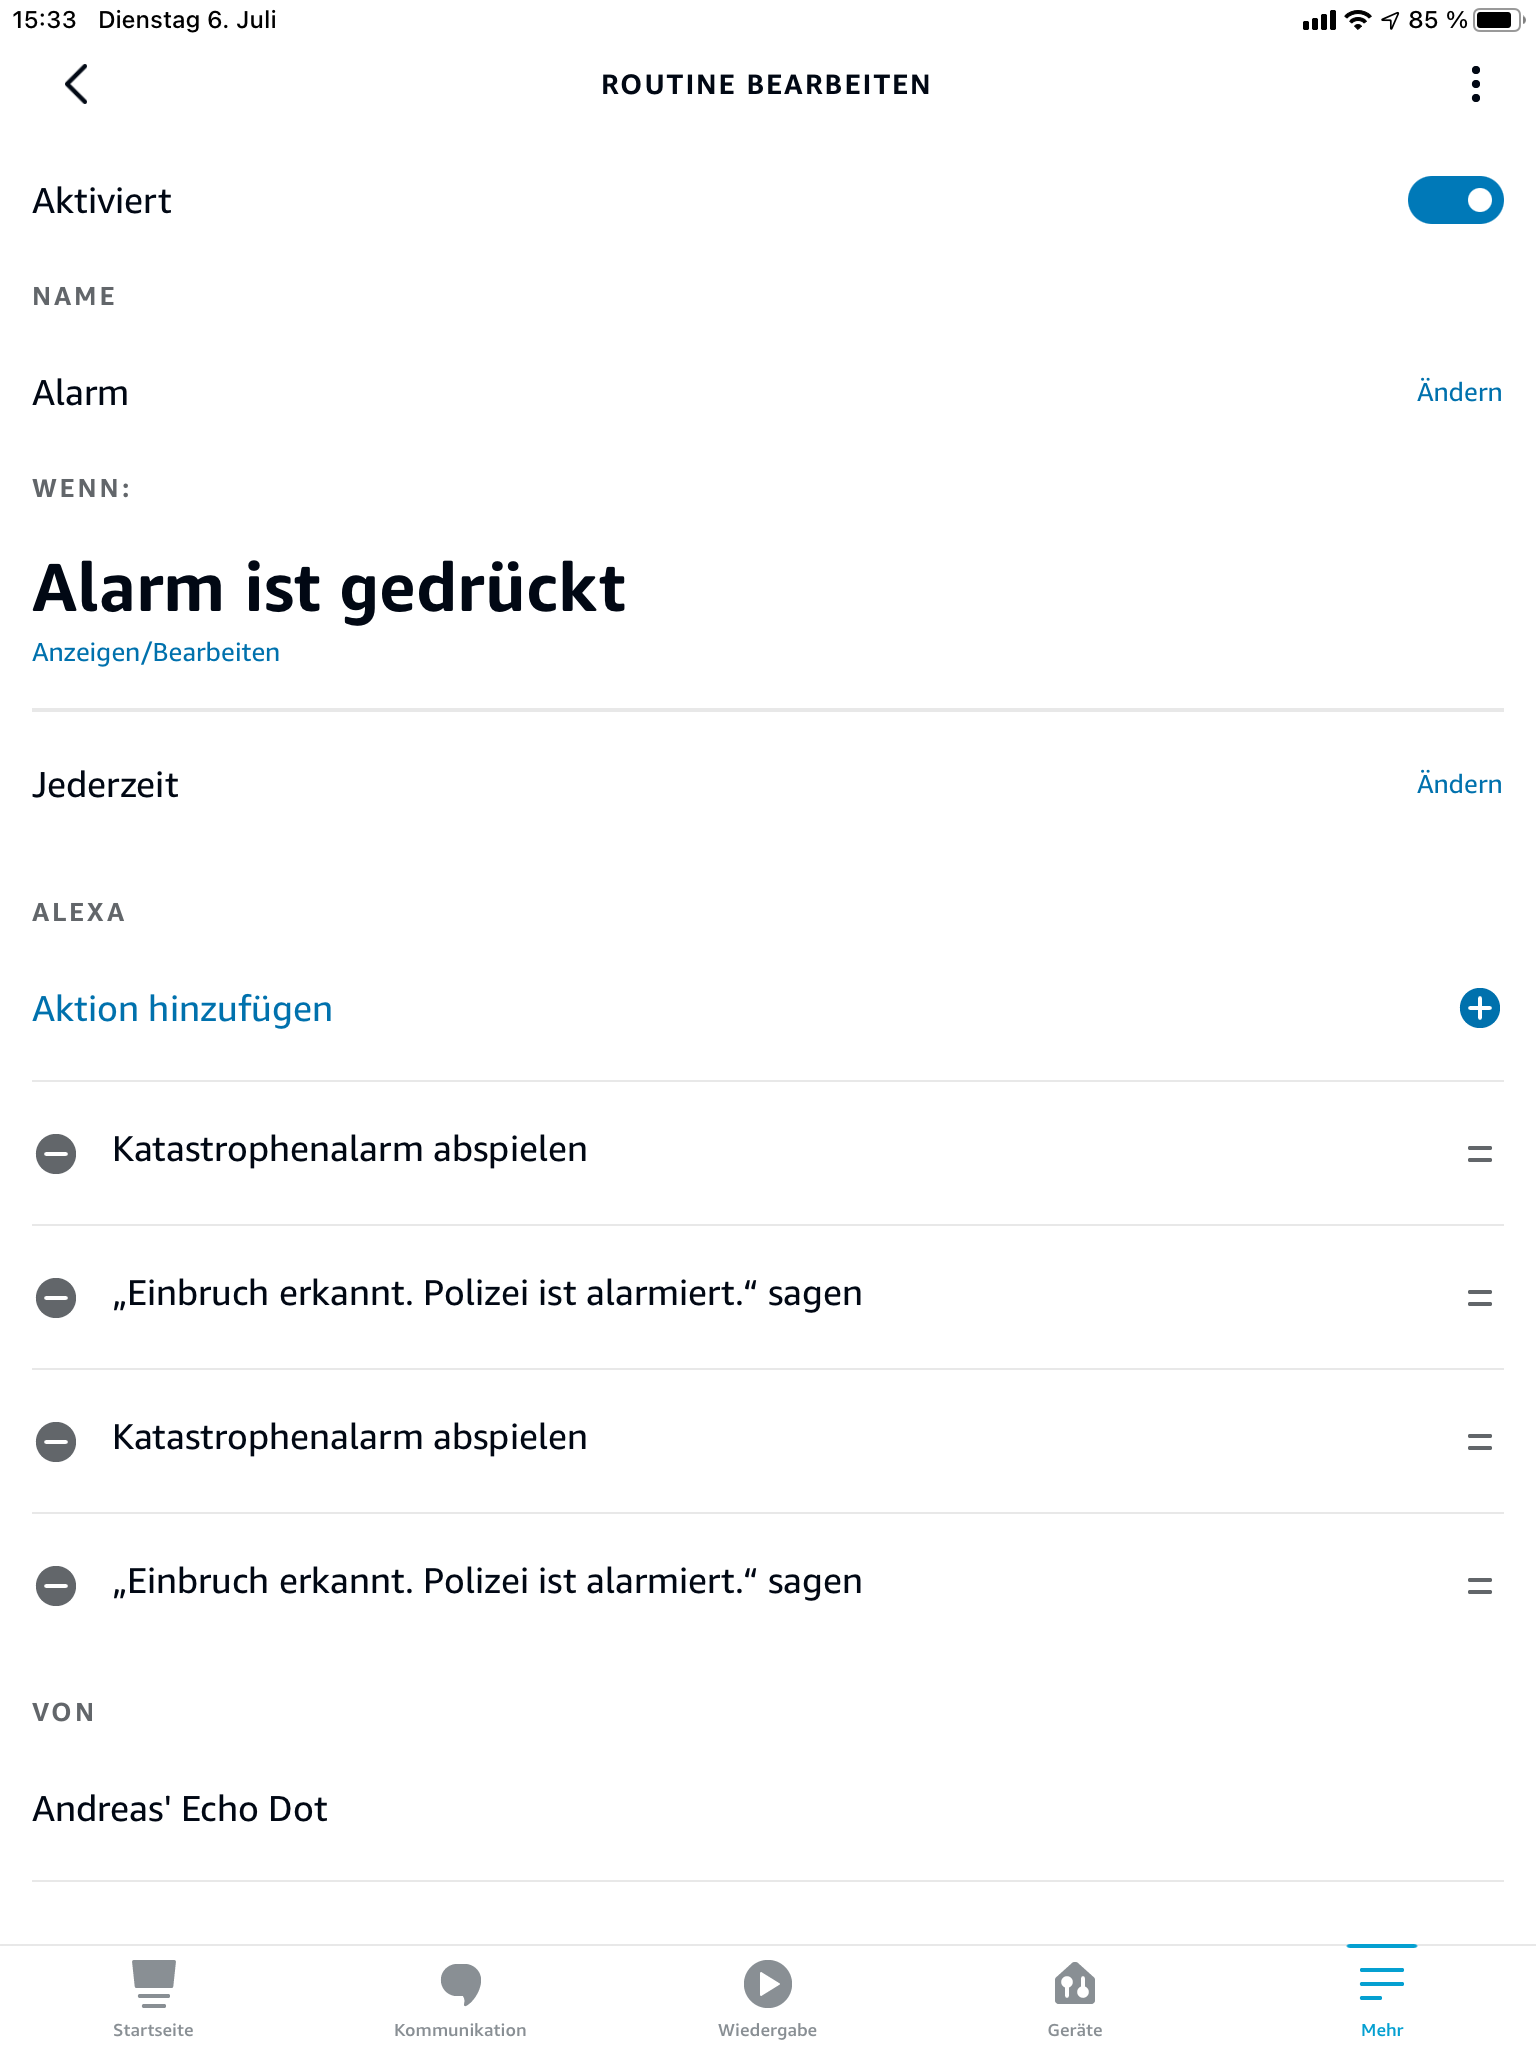 15:33 Dienstag 6. Juli 85 %
ROUTINE BEARBEITEN
Aktiviert
NAME
Alarm Ändern
WENN:
Alarm ist gedrückt
Anzeigen/Bearbeiten
Jederzeit Ändern
ALEXA
Aktion hinzufügen
Katastrophenalarm abspielen
„Einbruch erkannt. Polizei ist alarmiert.“ sagen
Katastrophenalarm abspielen
„Einbruch erkannt. Polizei ist alarmiert.“ sagen
VON
Andreas' Echo Dot
Startseite Kommunikation Wiedergabe Geräte Mehr